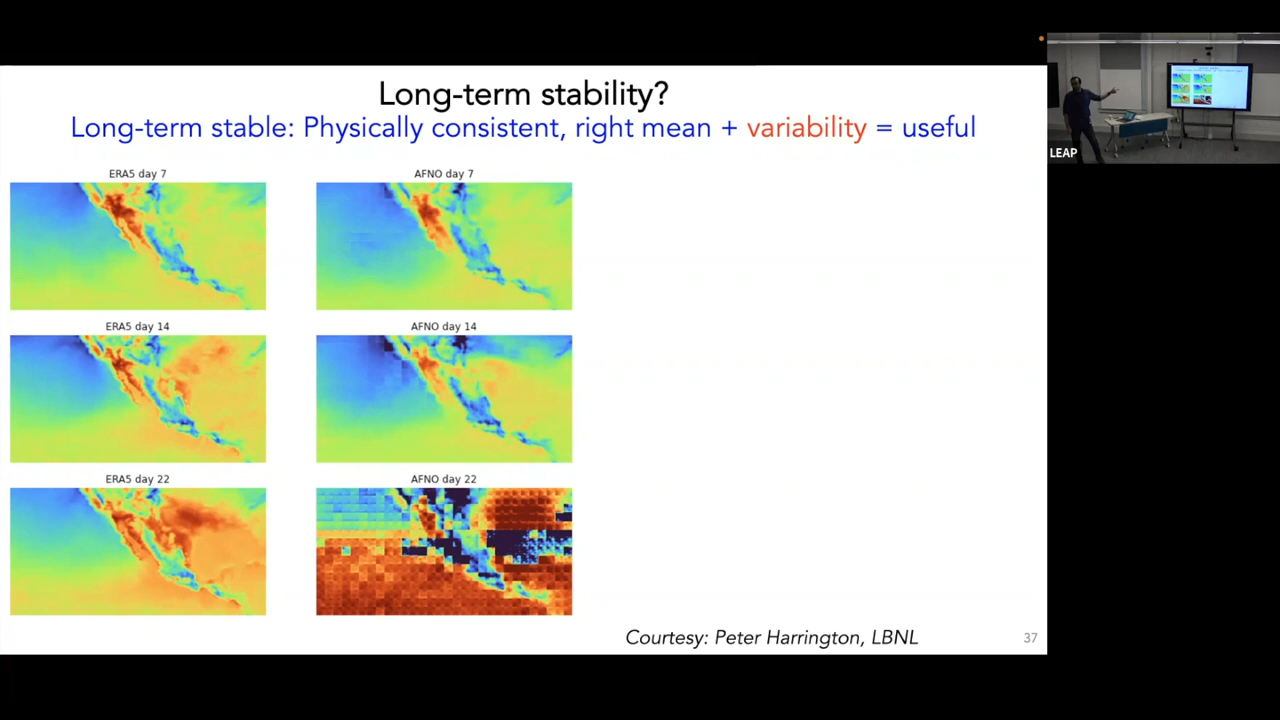 Long-term stability?
Long-term stable: Physically consistent, right mean + variability = useful
ERA5 day 7
AFNO day 7
ERA5 day 14
AFNO day 14
ERA5 day 22
AFNO day 22
Courtesy: Peter Harrington, LBNL
37
LEAP